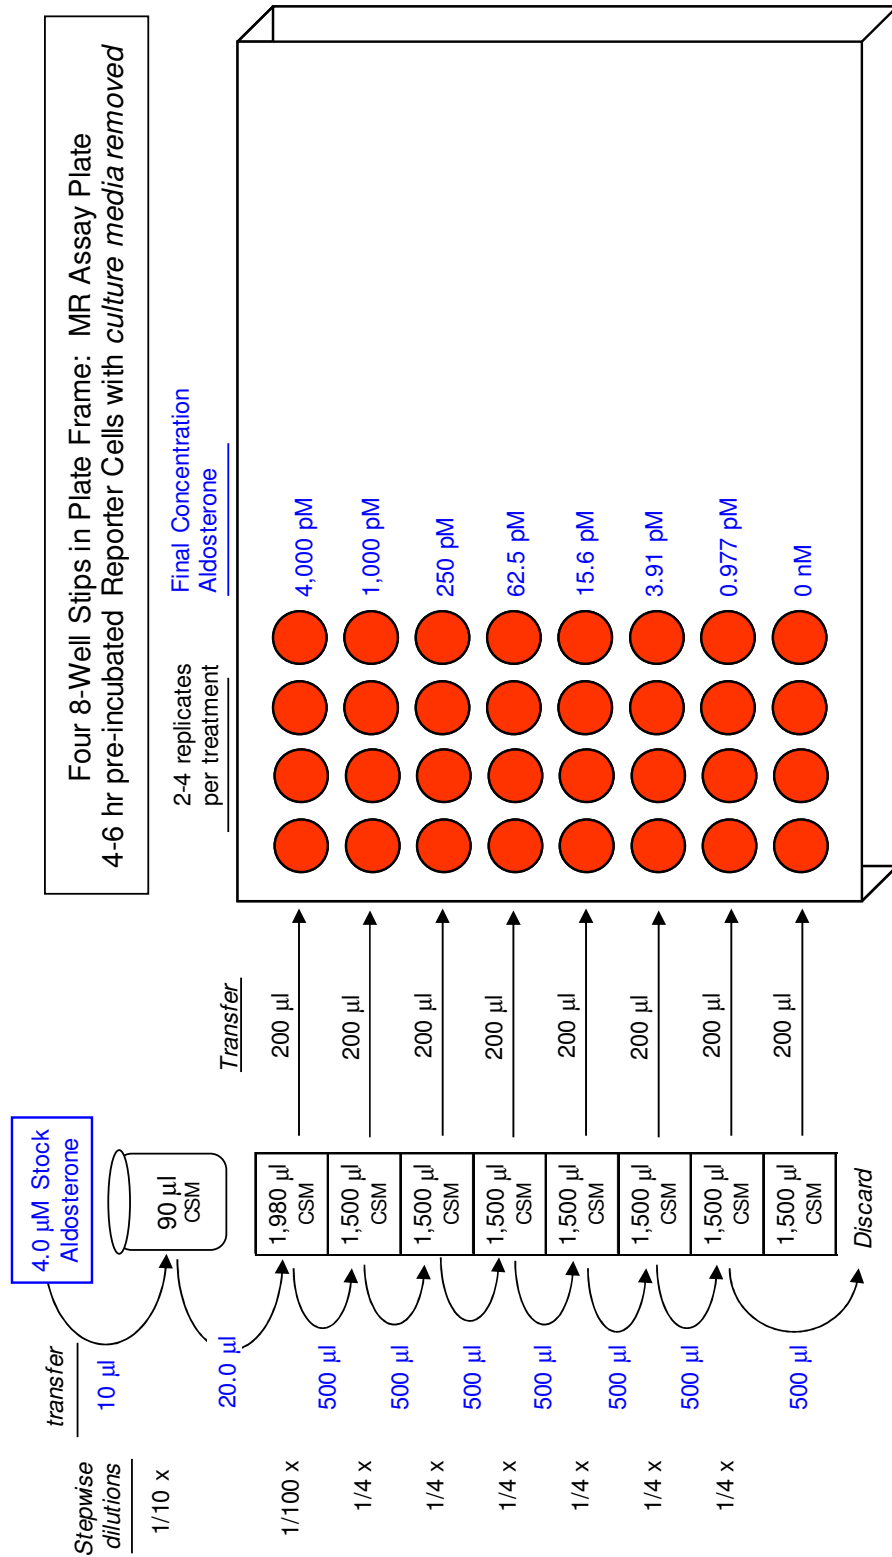 Four 8-Well Stips in Plate Frame:  MR Assay Plate
4-6 hr pre-incubated Reporter Cells with culture media removed
Stepwise
dilutions
transfer
4.0 µM Stock
Aldosterone
1/10 x
10 µl
90 µl
CSM
20.0 µl
Transfer
2-4 replicates
per treatment
Final Concentration
Aldosterone
1/100 x
1,980 µl
CSM
200 µl
4,000 pM
500 µl
1/4 x
1,500 µl
CSM
200 µl
1,000 pM
500 µl
1/4 x
1,500 µl
CSM
200 µl
250 pM
500 µl
1/4 x
1,500 µl
CSM
200 µl
62.5 pM
500 µl
1/4 x
1,500 µl
CSM
200 µl
15.6 pM
500 µl
1/4 x
1,500 µl
CSM
200 µl
3.91 pM
500 µl
1/4 x
1,500 µl
CSM
200 µl
0.977 pM
500 µl
1,500 µl
CSM
200 µl
0 nM
Discard